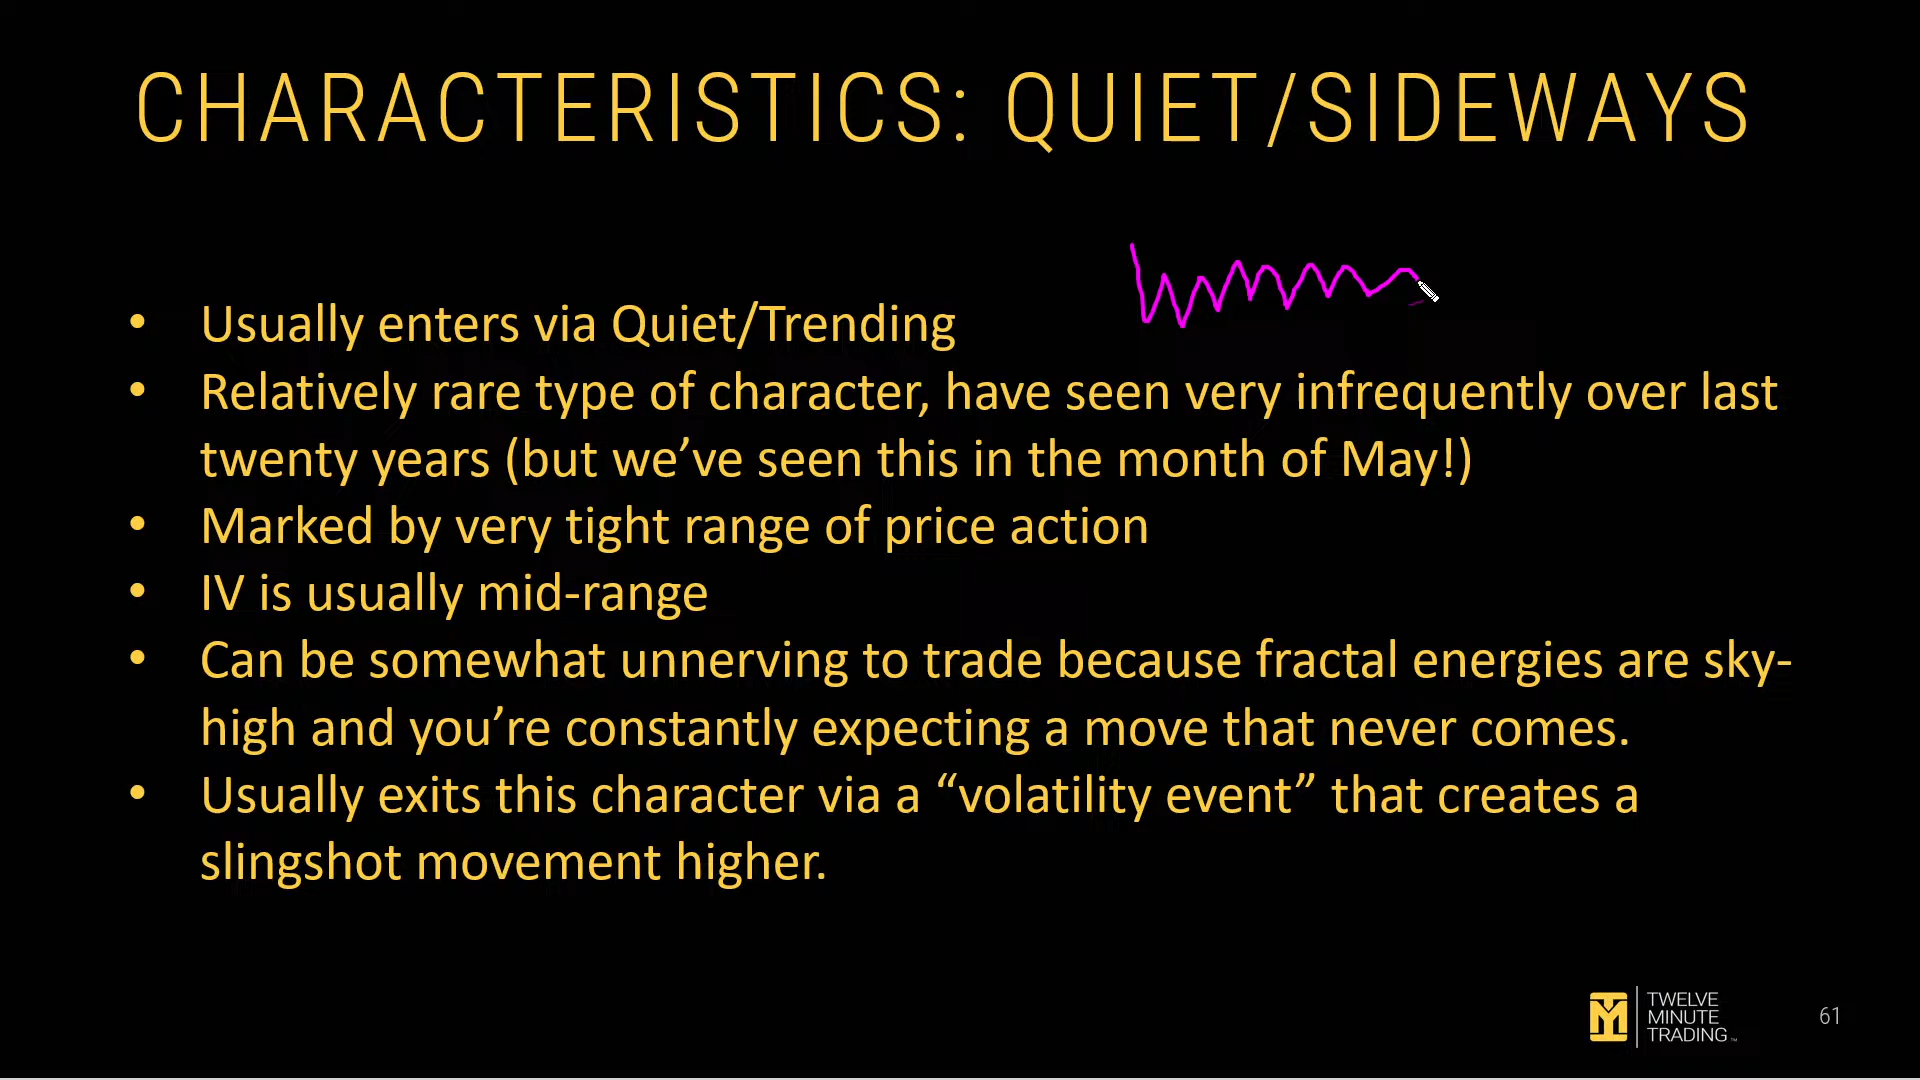 CHARACTERISTICS: QUIET/SIDEWAYS
• Usually enters via Quiet/Trending
• Relatively rare type of character, have seen very infrequently over last
twenty years (but we’ve seen this in the month of May!)
• Marked by very tight range of price action
• IV is usually mid-range
• Can be somewhat unnerving to trade because fractal energies are sky-
high and you’re constantly expecting a move that never comes.
• Usually exits this character via a “volatility event” that creates a
slingshot movement higher.
TWELVE
MINUTE
TRADING™
61